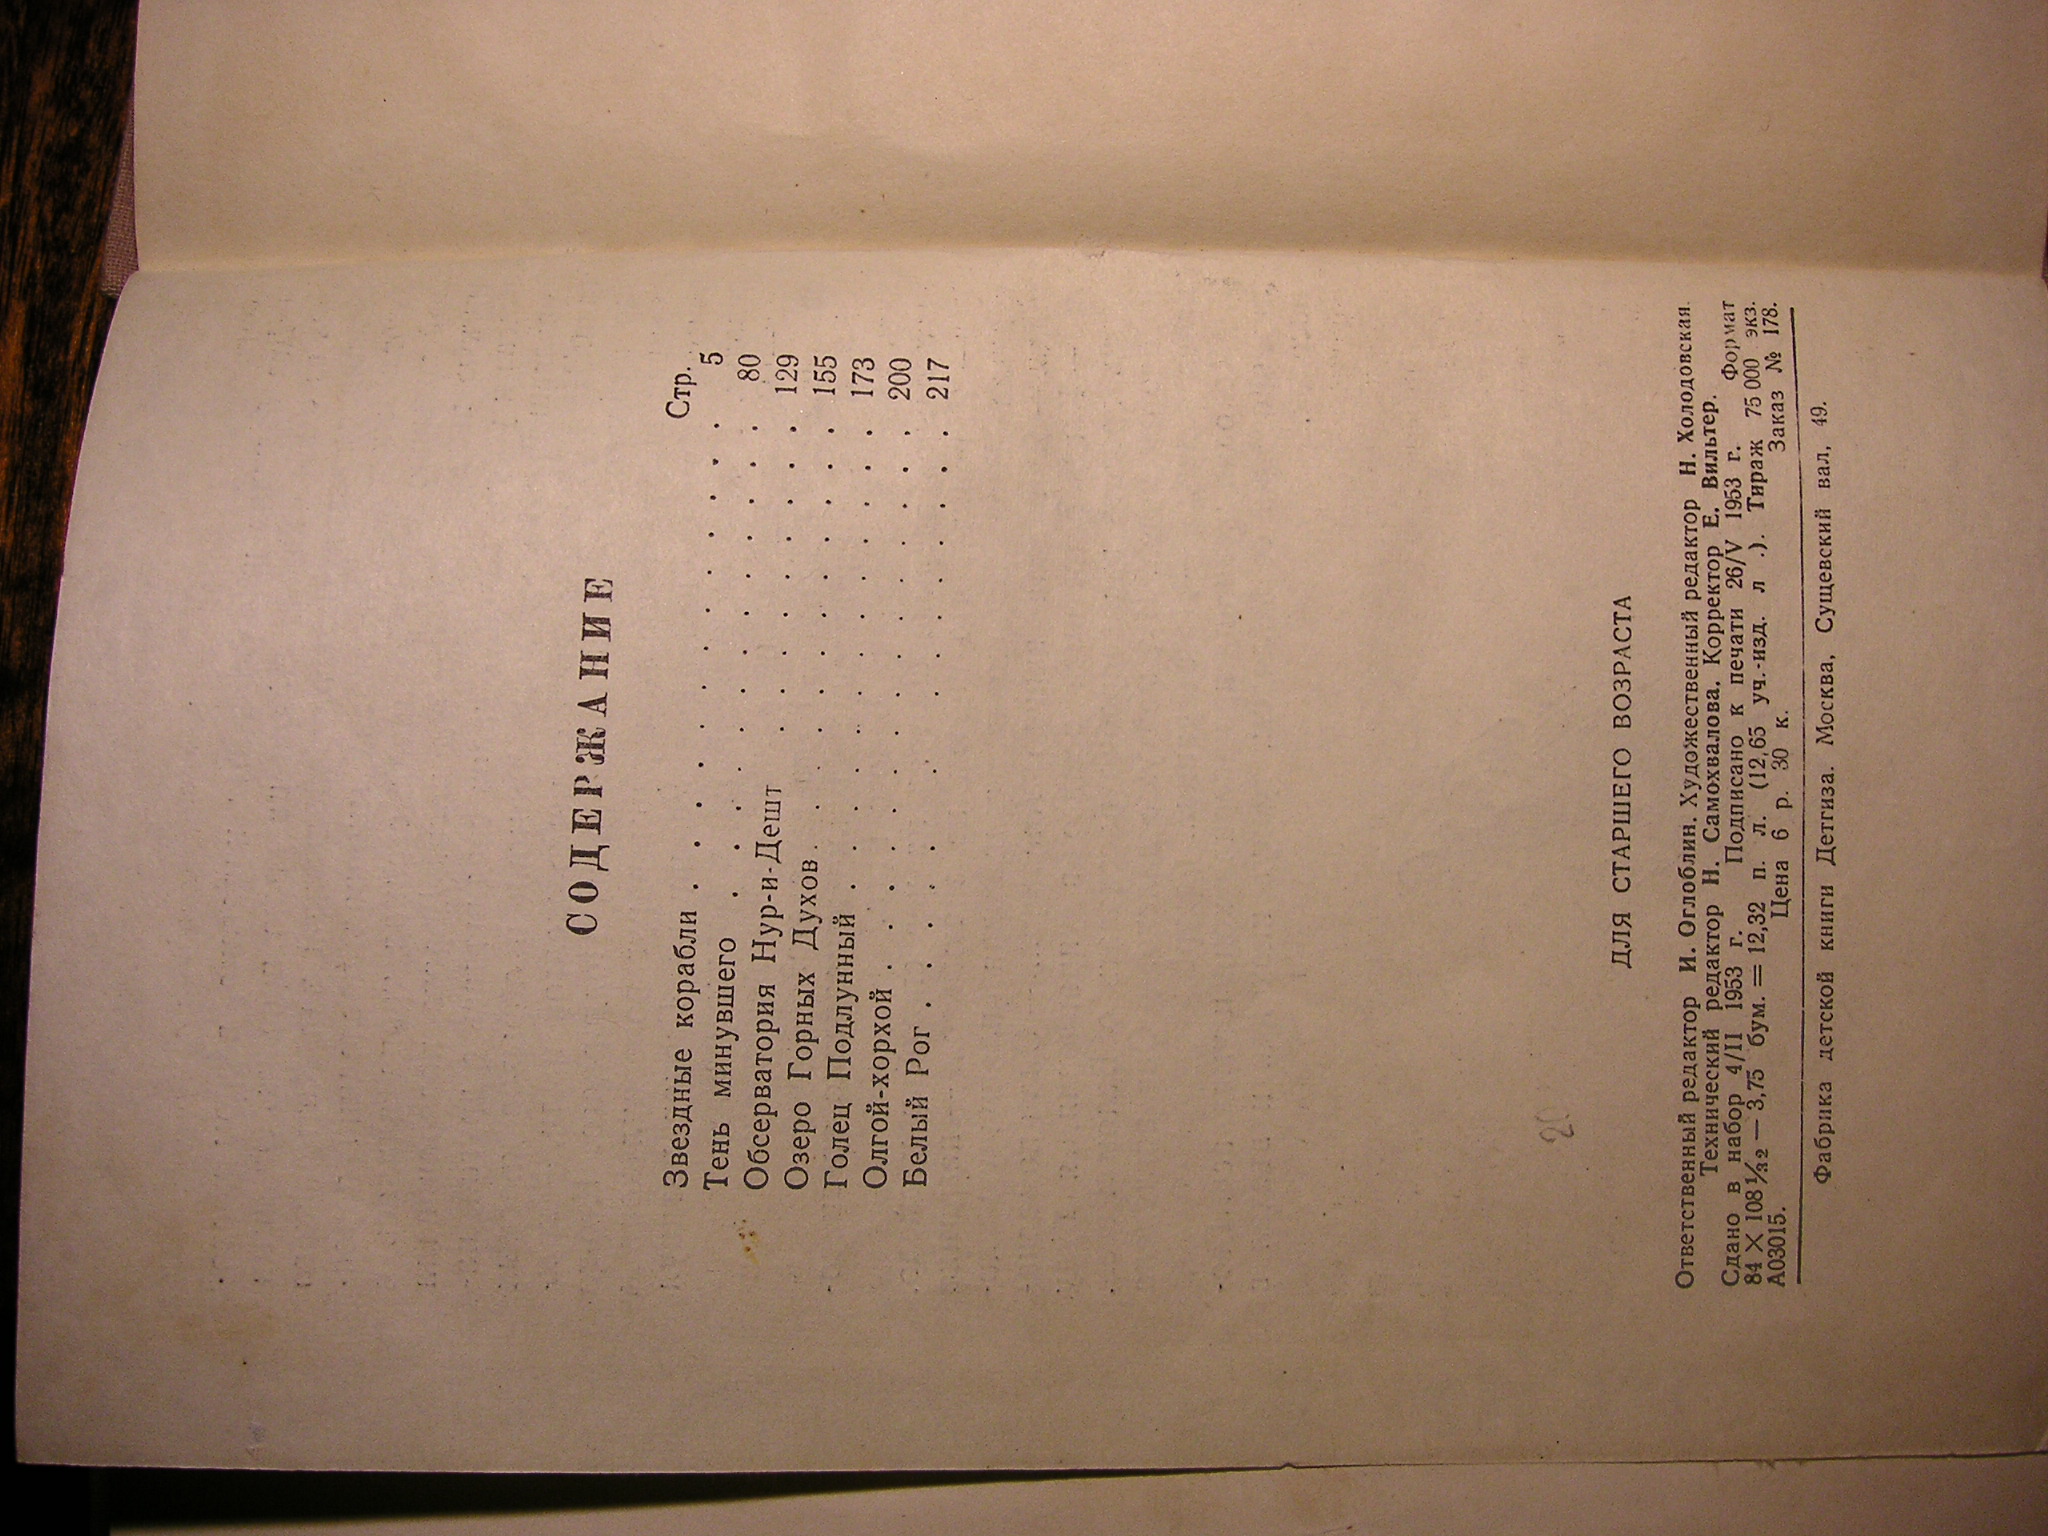 СОДЕРЖАНИЕ
Стр.
Звездные корабли . . . . . . . . . . . . . 5
Тень минувшего . . . . . . . . . . . . . 80
Обсерватория Нур-и-Дешт . . . . . . . . . 129
Озеро Горных Духов . . . . . . . . . . . . 155
Голец Подлунный . . . . . . . . . . . . . 173
Олгой-хорхой . . . . . . . . . . . . . . . 200
Белый Рог . . . . . . . . . . . . . . . . 217
20
ДЛЯ СТАРШЕГО ВОЗРАСТА
Ответственный редактор И. Оглоблин. Художественный редактор Н. Холодовская.
Технический редактор Н. Самохвалова. Корректор Е. Вильтер.
Сдано в набор 4/II 1953 г. Подписано к печати 26/V 1953 г. Формат
84 × 108 1/32 — 3,75 бум. = 12,32 п. л. (12,65 уч.-изд. л .). Тираж 75 000 экз.
А03015. Цена 6 р. 30 к. Заказ № 178.
Фабрика детской книги Детгиза. Москва, Сущевский вал, 49.